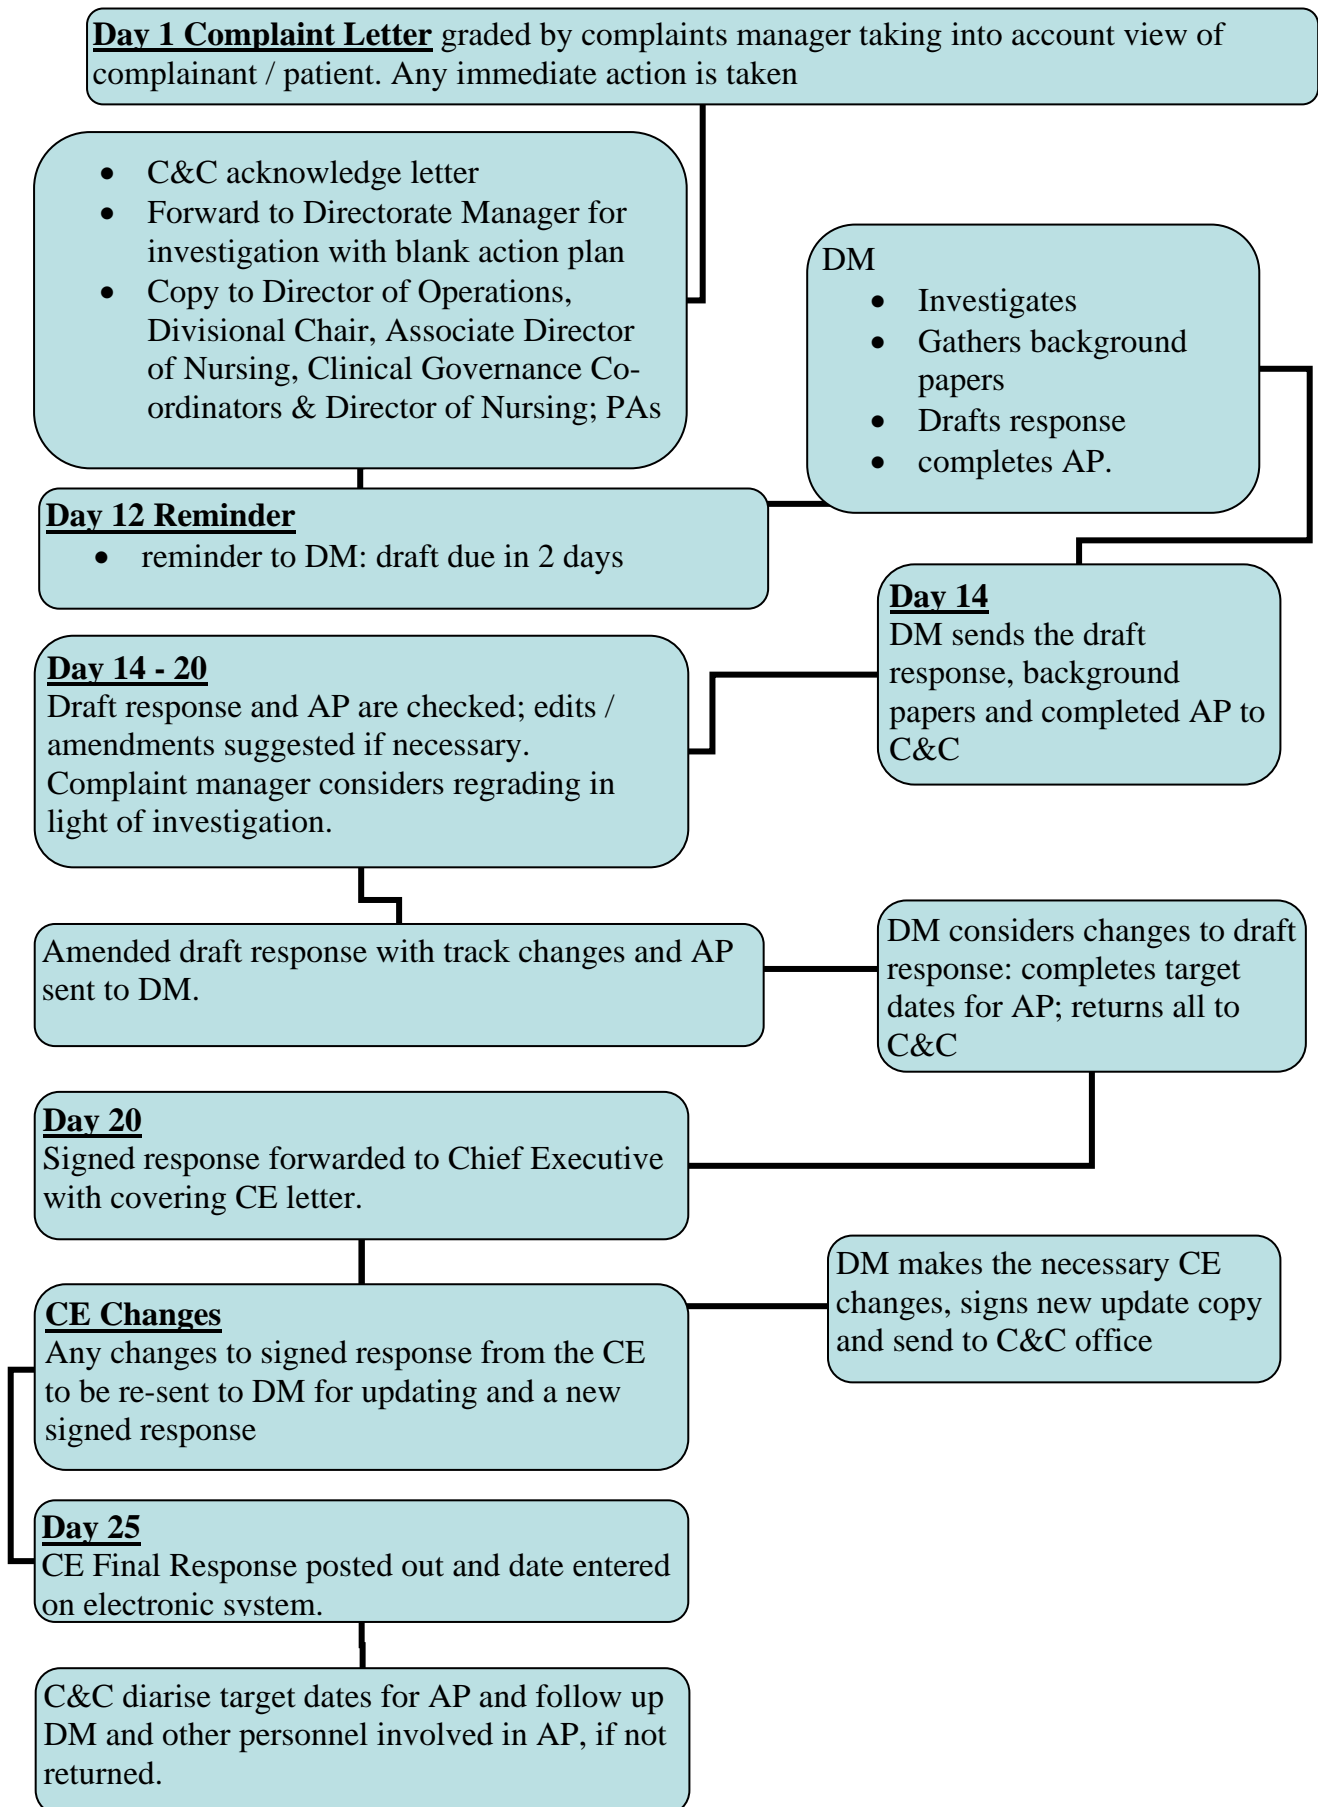 Day 1 Complaint Letter graded by complaints manager taking into account view of
complainant / patient. Any immediate action is taken
• C&C acknowledge letter
• Forward to Directorate Manager for
investigation with blank action plan
• Copy to Director of Operations,
Divisional Chair, Associate Director
of Nursing, Clinical Governance Co-
ordinators & Director of Nursing; PAs
DM
• Investigates
• Gathers background
papers
• Drafts response
• completes AP.
Day 12 Reminder
• reminder to DM: draft due in 2 days
Day 14
DM sends the draft
response, background
papers and completed AP to
C&C
Day 14 - 20
Draft response and AP are checked; edits /
amendments suggested if necessary.
Complaint manager considers regrading in
light of investigation.
Amended draft response with track changes and AP
sent to DM.
DM considers changes to draft
response: completes target
dates for AP; returns all to
C&C
Day 20
Signed response forwarded to Chief Executive
with covering CE letter.
CE Changes
Any changes to signed response from the CE
to be re-sent to DM for updating and a new
signed response
DM makes the necessary CE
changes, signs new update copy
and send to C&C office
Day 25
CE Final Response posted out and date entered
on electronic system.
C&C diarise target dates for AP and follow up
DM and other personnel involved in AP, if not
returned.